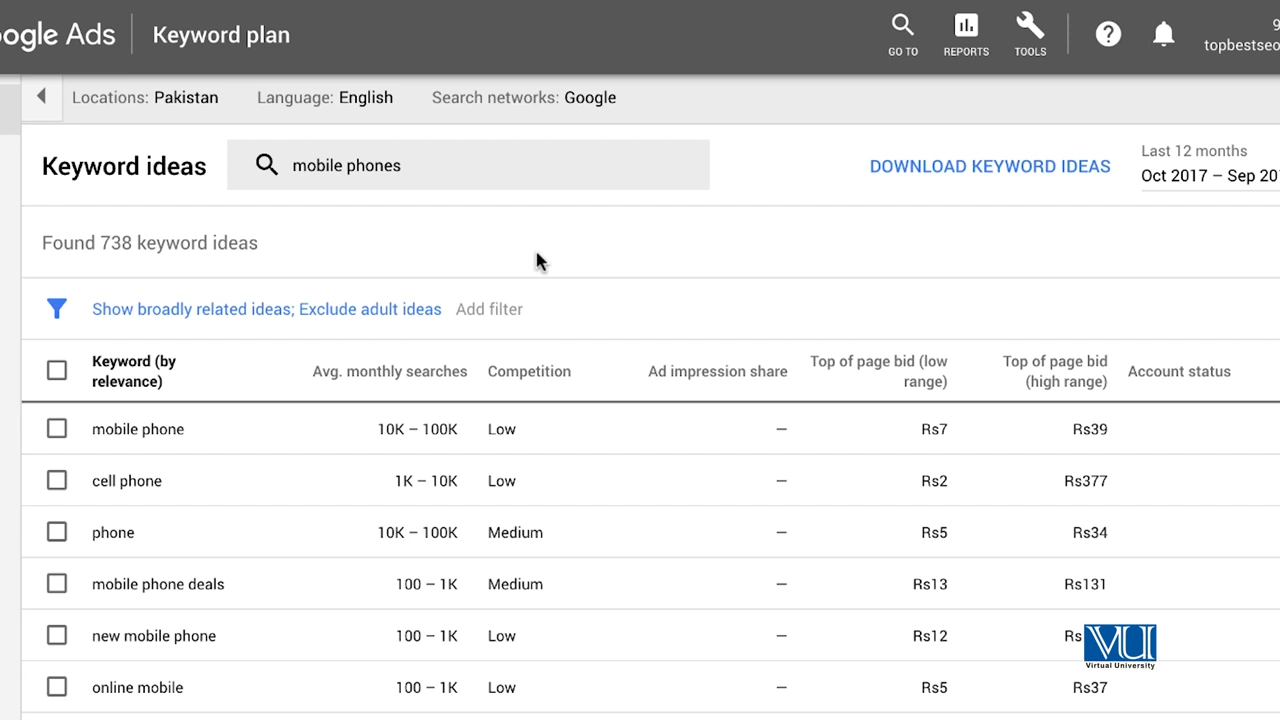 oogle Ads Keyword plan
GO TO REPORTS TOOLS ? 9
topbestseo
Locations: Pakistan Language: English Search networks: Google
Keyword ideas mobile phones DOWNLOAD KEYWORD IDEAS
Last 12 months
Oct 2017 – Sep 20
Found 738 keyword ideas
Show broadly related ideas; Exclude adult ideas Add filter
Keyword (by relevance) Avg. monthly searches Competition Ad impression share Top of page bid (low range) Top of page bid (high range) Account status
mobile phone 10K – 100K Low – Rs7 Rs39
cell phone 1K – 10K Low – Rs2 Rs377
phone 10K – 100K Medium – Rs5 Rs34
mobile phone deals 100 – 1K Medium – Rs13 Rs131
new mobile phone 100 – 1K Low – Rs12 Rs
VU
Virtual University
online mobile 100 – 1K Low – Rs5 Rs37